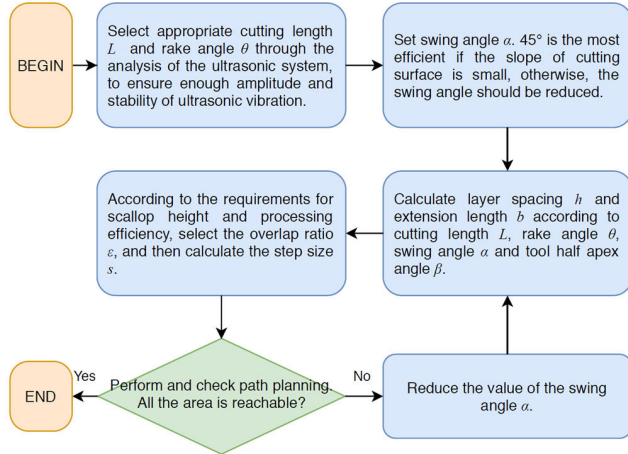 BEGIN
Select appropriate cutting length
L and rake angle θ through the
analysis of the ultrasonic system,
to ensure enough amplitude and
stability of ultrasonic vibration.
Set swing angle α. 45° is the most
efficient if the slope of cutting
surface is small, otherwise, the
swing angle should be reduced.
Calculate layer spacing h and
extension length b according to
cutting length L, rake angle θ,
swing angle α and tool half apex
angle β.
According to the requirements for
scallop height and processing
efficiency, select the overlap ratio
ε, and then calculate the step size
s.
Perform and check path planning.
All the area is reachable?
Yes
END
No
Reduce the value of the swing
angle α.